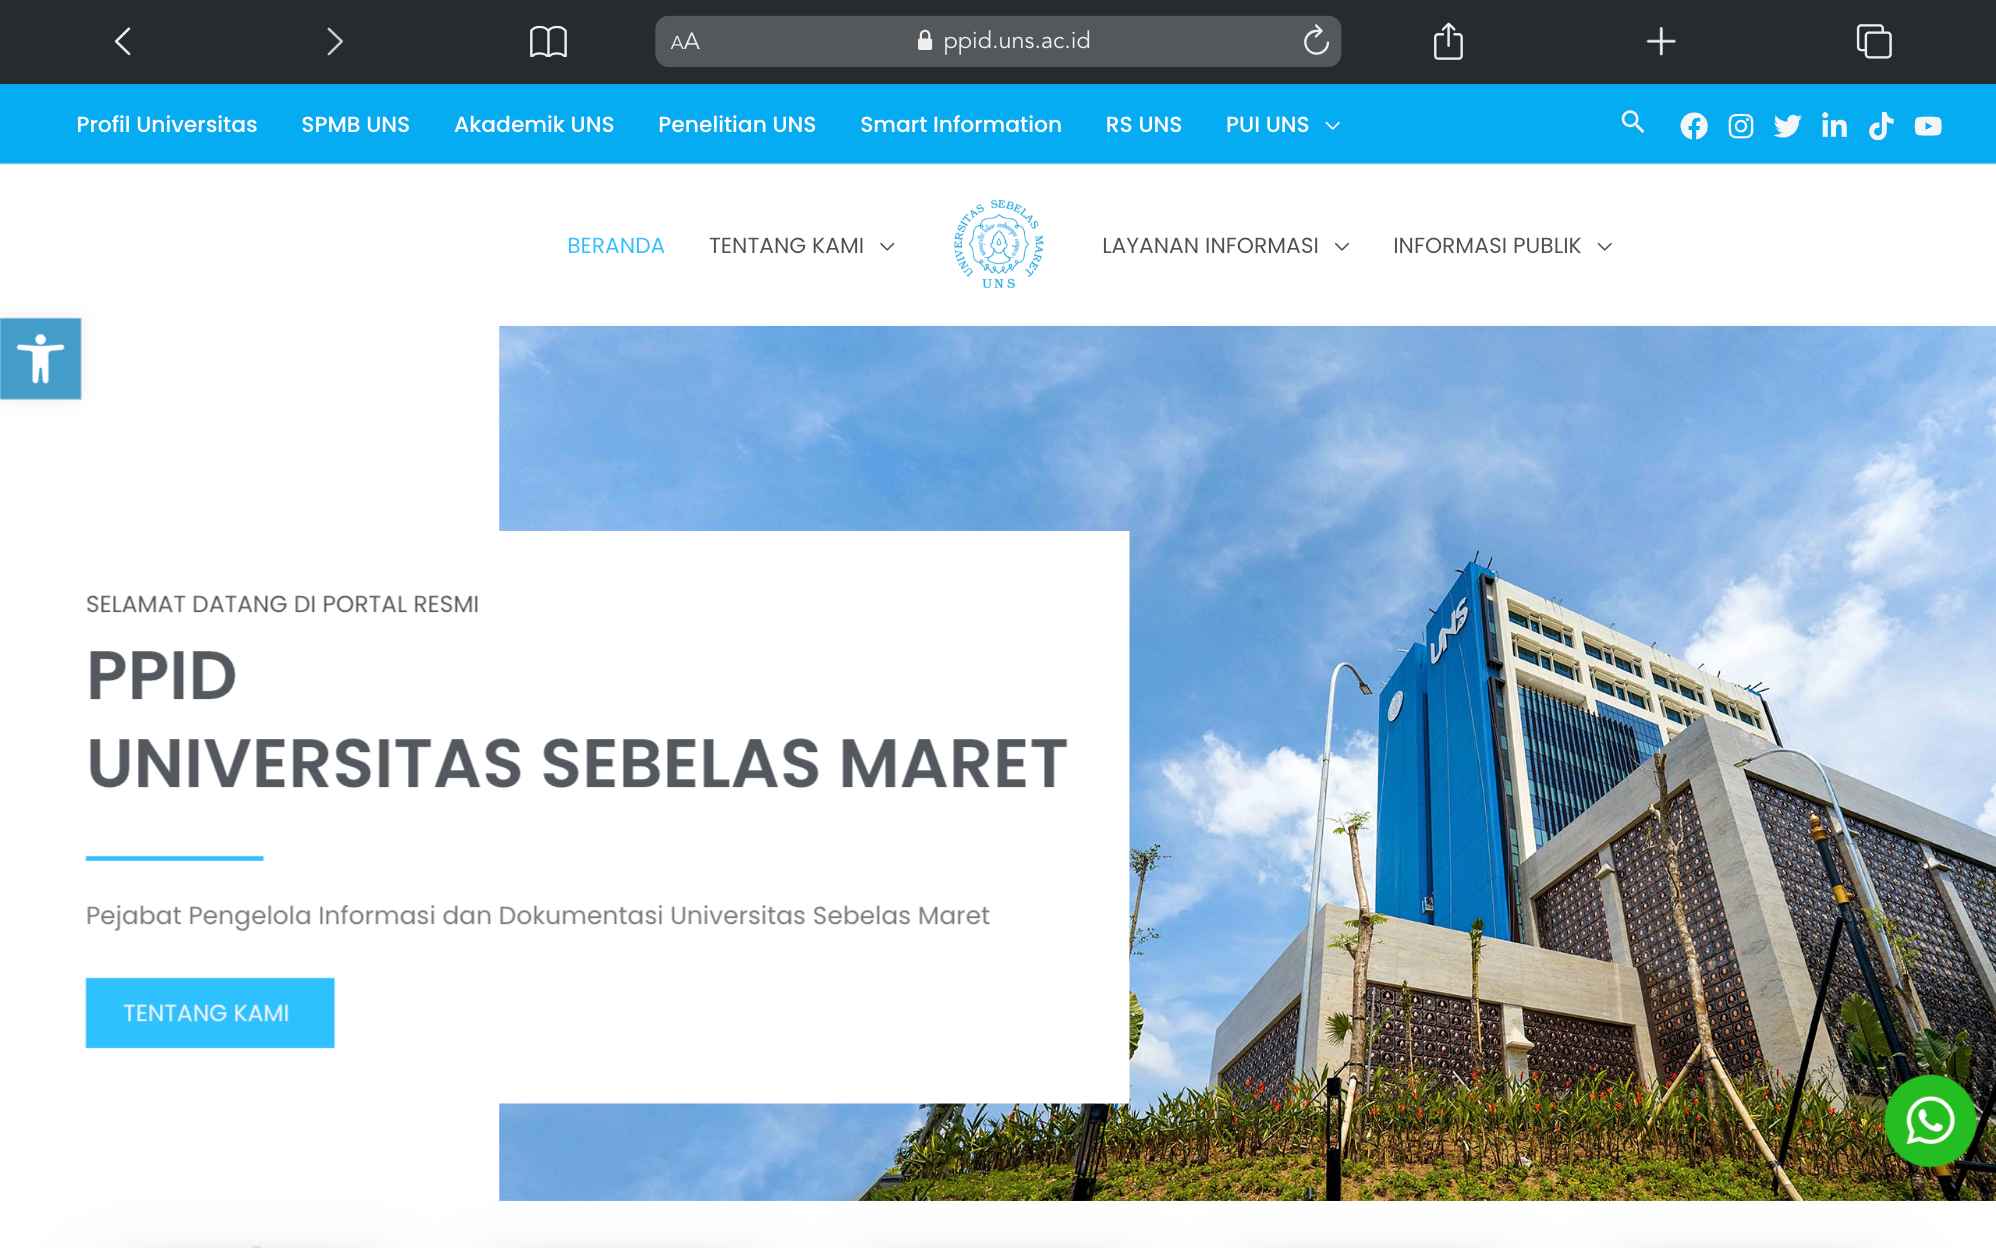 AA ppid.uns.ac.id
Profil Universitas SPMB UNS Akademik UNS Penelitian UNS Smart Information RS UNS PUI UNS
BERANDA TENTANG KAMI LAYANAN INFORMASI INFORMASI PUBLIK
UNIVERSITAS SEBELAS MARET
UNS
SELAMAT DATANG DI PORTAL RESMI
PPID
UNIVERSITAS SEBELAS MARET
UNS
Pejabat Pengelola Informasi dan Dokumentasi Universitas Sebelas Maret
TENTANG KAMI